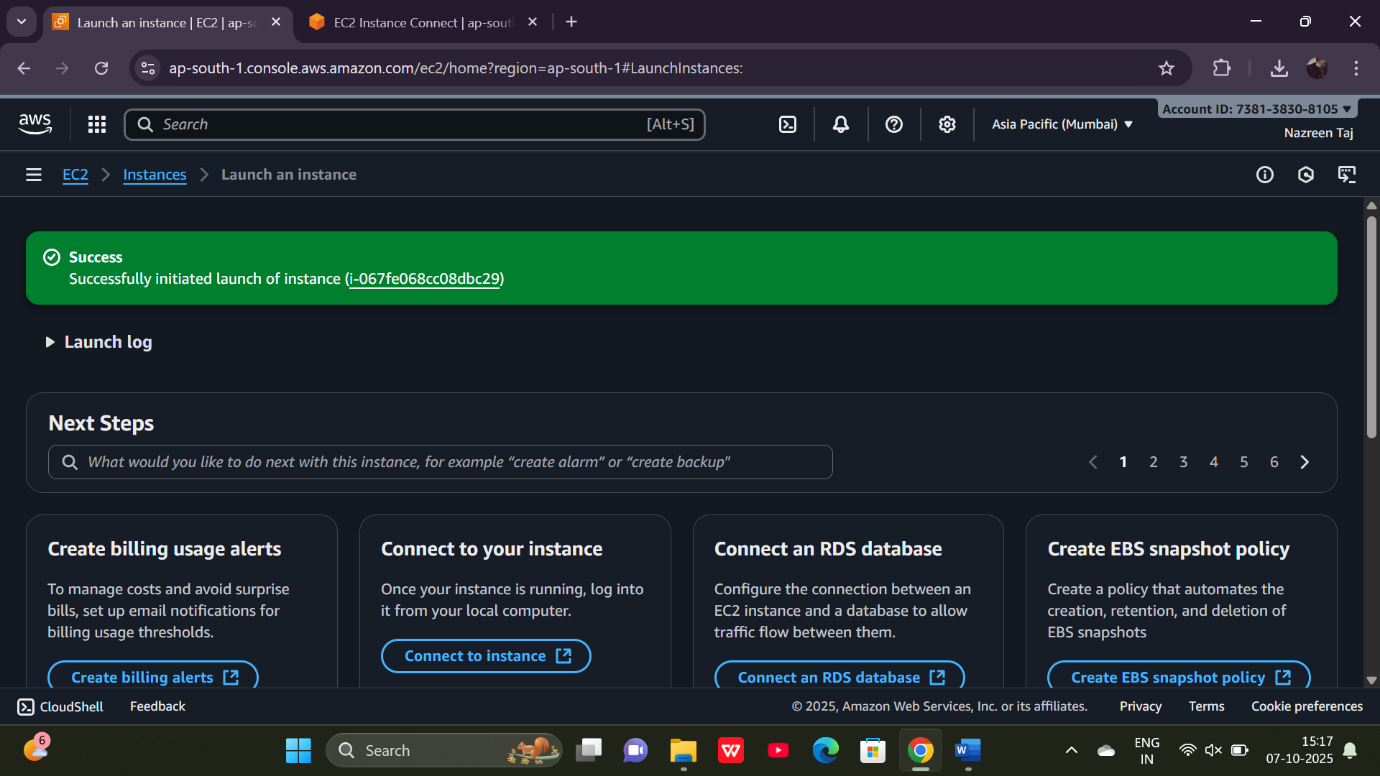 Launch an instance | EC2 | ap-so
EC2 Instance Connect | ap-sout
ap-south-1.console.aws.amazon.com/ec2/home?region=ap-south-1#LaunchInstances:
aws
Search
[Alt+S]
Asia Pacific (Mumbai)
Account ID: 7381-3830-8105
Nazreen Taj
EC2
Instances
Launch an instance
Success
Successfully initiated launch of instance (i-067fe068cc08dbc29)
Launch log
Next Steps
What would you like to do next with this instance, for example “create alarm” or “create backup"
1 2 3 4 5 6
Create billing usage alerts
To manage costs and avoid surprise
bills, set up email notifications for
billing usage thresholds.
Create billing alerts
Connect to your instance
Once your instance is running, log into
it from your local computer.
Connect to instance
Connect an RDS database
Configure the connection between an
EC2 instance and a database to allow
traffic flow between them.
Connect an RDS database
Create EBS snapshot policy
Create a policy that automates the
creation, retention, and deletion of
EBS snapshots
Create EBS snapshot policy
CloudShell
Feedback
© 2025, Amazon Web Services, Inc. or its affiliates.
Privacy
Terms
Cookie preferences
6
Search
W
W
ENG
IN
15:17
07-10-2025